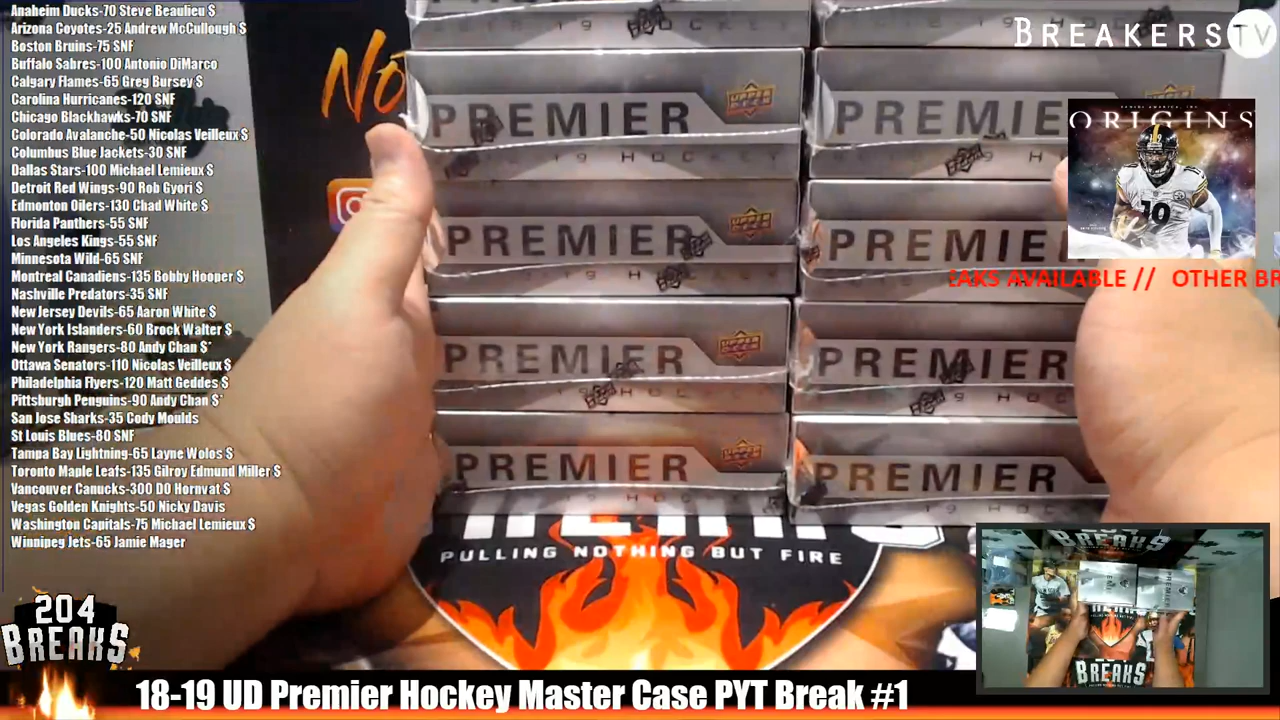 Anaheim Ducks-70 Steve Beaulieu $
Arizona Coyotes-25 Andrew McCullough $
Boston Bruins-75 SNF
Buffalo Sabres-100 Antonio DiMarco
Calgary Flames-65 Greg Bursey $
Carolina Hurricanes-120 SNF
Chicago Blackhawks-70 SNF
Colorado Avalanche-50 Nicolas Veilleux $
Columbus Blue Jackets-30 SNF
Dallas Stars-100 Michael Lemieux $
Detroit Red Wings-90 Rob Gyori $
Edmonton Oilers-130 Chad White $
Florida Panthers-55 SNF
Los Angeles Kings-55 SNF
Minnesota Wild-65 SNF
Montreal Canadiens-135 Bobby Hooper $
Nashville Predators-35 SNF
New Jersey Devils-65 Aaron White $
New York Islanders-60 Brock Walter $
New York Rangers-80 Andy Chan $*
Ottawa Senators-110 Nicolas Veilleux $
Philadelphia Flyers-120 Matt Geddes $
Pittsburgh Penguins-90 Andy Chan $*
San Jose Sharks-35 Cody Moulds
St Louis Blues-80 SNF
Tampa Bay Lightning-65 Layne Wolos $
Toronto Maple Leafs-135 Gilroy Edmund Miller $
Vancouver Canucks-300 DO Hornvat $
Vegas Golden Knights-50 Nicky Davis
Washington Capitals-75 Michael Lemieux $
Winnipeg Jets-65 Jamie Mager
BREAKERSTV
NO
PREMIER
PREMIE
PREMIER
PREMIER
PREMIER
PREMIER
PREMIER
PREMIER
UPPER DECK
ORIGINS
EAKS AVAILABLE // OTHER BR
PULLING NOTHING BUT FIRE
204 BREAKS
204 BREAKS
BREAKS
18-19 UD Premier Hockey Master Case PYT Break #1